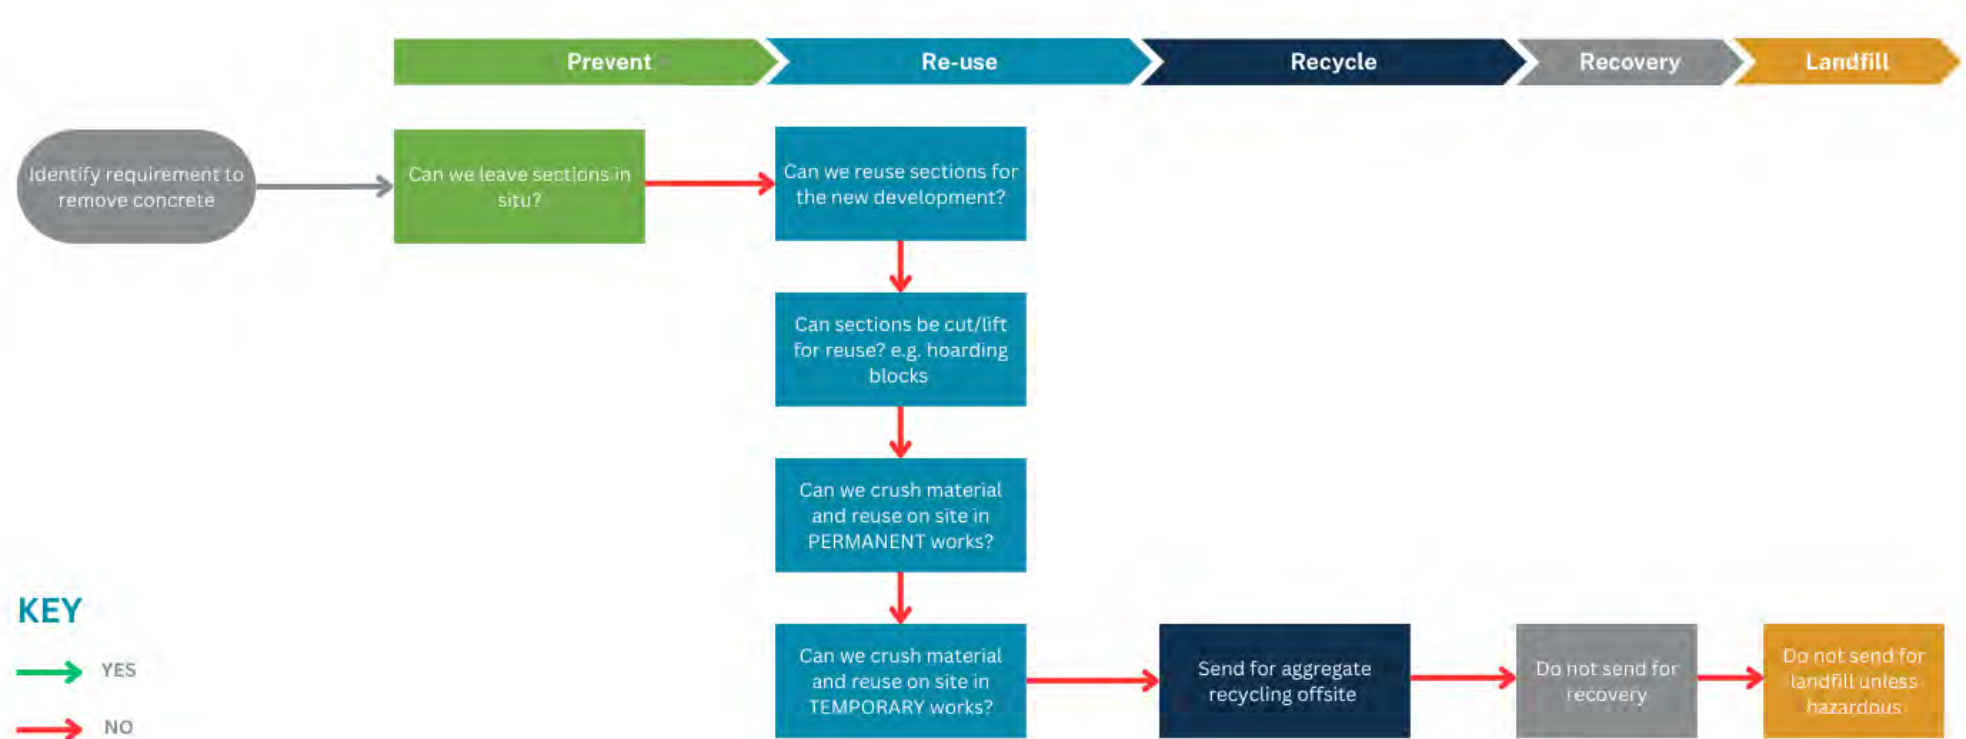 Prevent
Re-use
Recycle
Recovery
Landfill
Identify requirement to
remove concrete
Can we leave sections in
situ?
Can we reuse sections for
the new development?
Can sections be cut/lift
for reuse? e.g. hoarding
blocks
Can we crush material
and reuse on site in
PERMANENT works?
Can we crush material
and reuse on site in
TEMPORARY works?
Send for aggregate
recycling offsite
Do not send for
recovery
Do not send for
landfill unless
hazardous
KEY
YES
NO